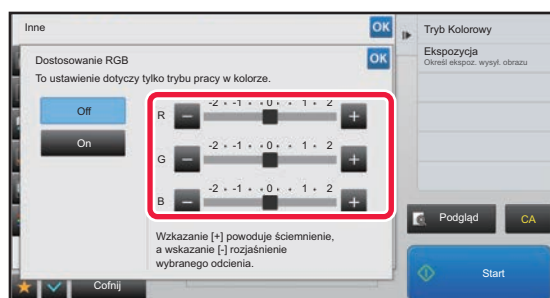 Inne
OK
Dostosowanie RGB
OK
To ustawienie dotyczy tylko trybu pracy w kolorze.
Off
On
-2 • -1 • • 0 • • 1 • 2
R - +
-2 • -1 • • 0 • • 1 • 2
G - +
-2 • -1 • • 0 • • 1 • 2
B - +
Wzkazanie [+] powoduje ściemnienie,
a wskazanie [-] rozjaśnienie
wybranego odcienia.
Cofnij
Tryb Kolorowy
Ekspozycja
Określ ekspoz. wysył. obrazu
Podgląd
CA
Start